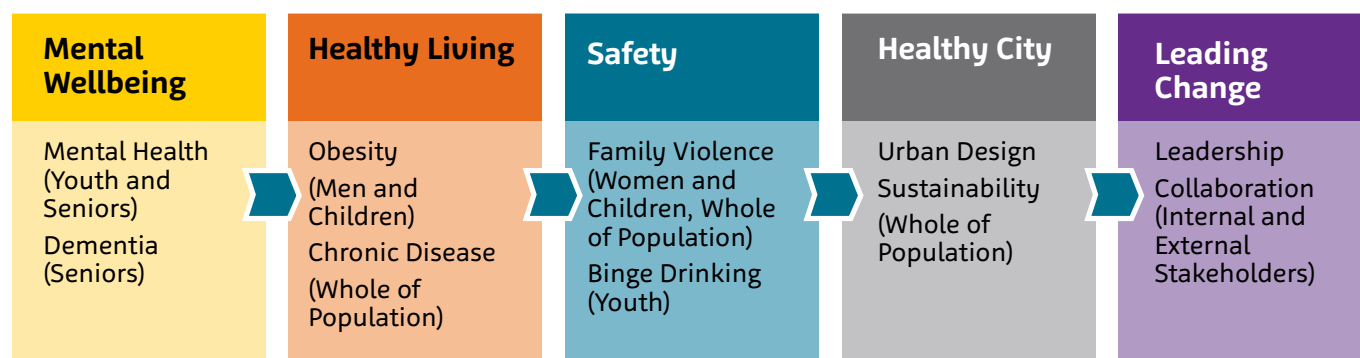 Mental
Wellbeing
Mental Health
(Youth and
Seniors)
Dementia
(Seniors)
Healthy Living
Obesity
(Men and
Children)
Chronic Disease
(Whole of
Population)
Safety
Family Violence
(Women and
Children, Whole
of Population)
Binge Drinking
(Youth)
Healthy City
Urban Design
Sustainability
(Whole of
Population)
Leading
Change
Leadership
Collaboration
(Internal and
External
Stakeholders)